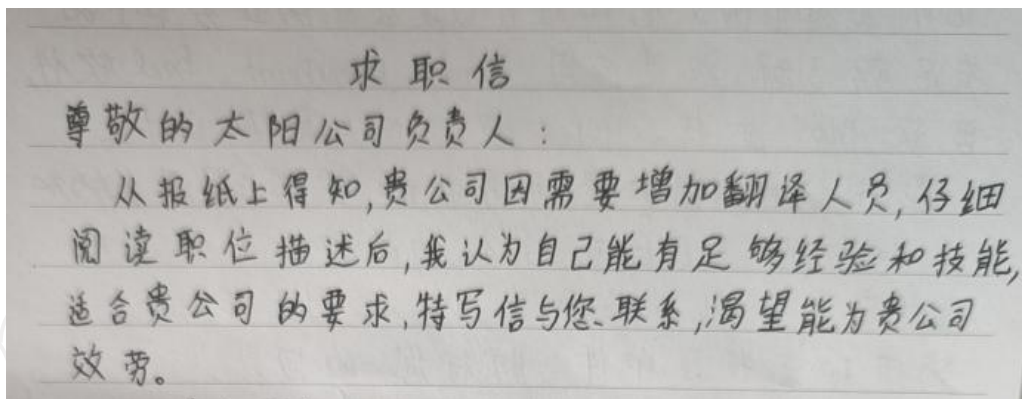 求职信
尊敬的太阳公司负责人：
从报纸上得知,贵公司因需要增加翻译人员,仔细
阅读职位描述后,我认为自己能有足够经验和技能,
适合贵公司的要求,特写信与您联系,渴望能为贵公司
效劳。